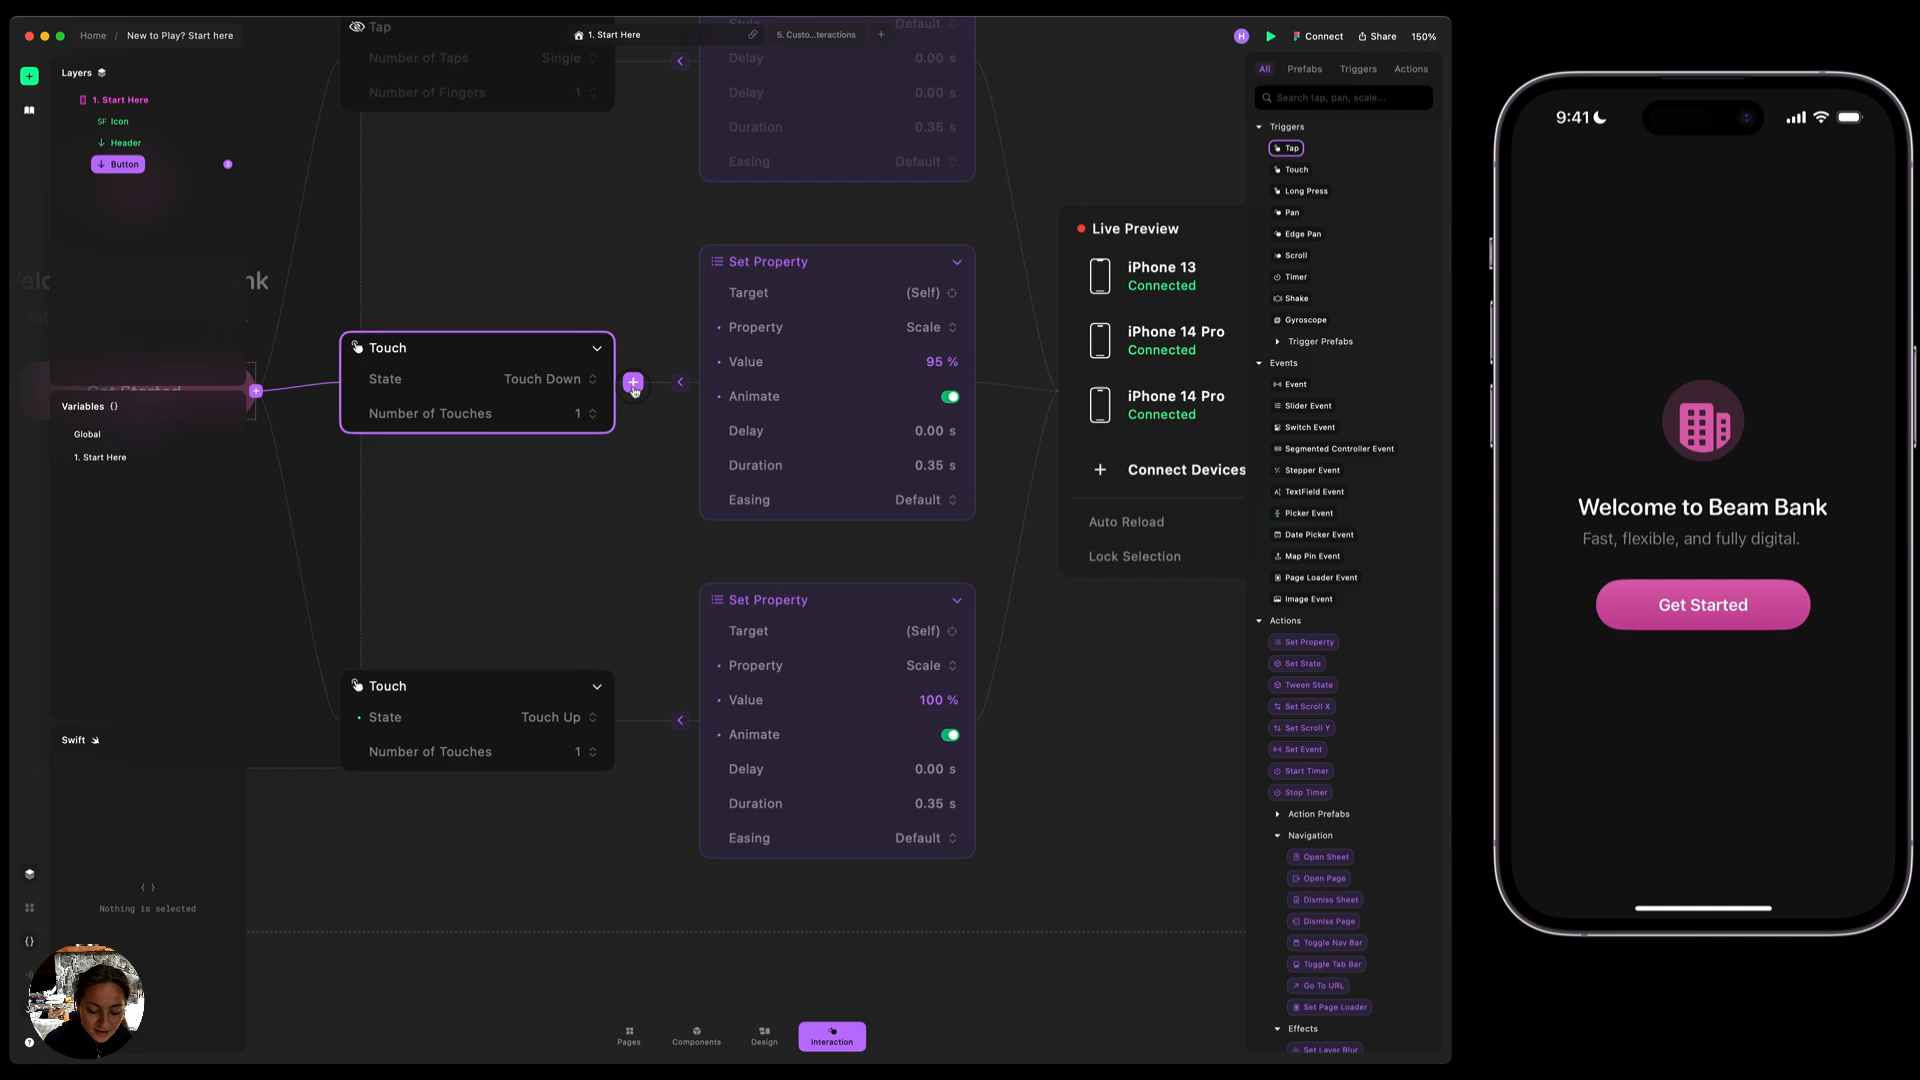 Home / New to Play? Start here
Layers
1. Start Here
SF Icon
Header
Button
3
Variables {}
Global
1. Start Here
Swift
{ }
Nothing is selected
{}
?
Bank
Get Started
Tap
Number of Taps Single
Number of Fingers 1
1. Start Here
5. Custo...teractions
Style Default
Delay 0.00 s
Delay 0.00 s
Duration 0.35 s
Easing Default
Touch
State Touch Down
Number of Touches 1
Set Property
Target (Self)
Property Scale
Value 95 %
Animate
Delay 0.00 s
Duration 0.35 s
Easing Default
Touch
State Touch Up
Number of Touches 1
Set Property
Target (Self)
Property Scale
Value 100 %
Animate
Delay 0.00 s
Duration 0.35 s
Easing Default
Live Preview
iPhone 13
Connected
iPhone 14 Pro
Connected
iPhone 14 Pro
Connected
Connect Devices
Auto Reload
Lock Selection
Pages
Components
Design
Interaction
H
Connect
Share
150%
All Prefabs Triggers Actions
Search tap, pan, scale...
Triggers
Tap
Touch
Long Press
Pan
Edge Pan
Scroll
Timer
Shake
Gyroscope
Trigger Prefabs
Events
Event
Slider Event
Switch Event
Segmented Controller Event
Stepper Event
TextField Event
Picker Event
Date Picker Event
Map Pin Event
Page Loader Event
Image Event
Actions
Set Property
Set State
Tween State
Set Scroll X
Set Scroll Y
Set Event
Start Timer
Stop Timer
Action Prefabs
Navigation
Open Sheet
Open Page
Dismiss Sheet
Dismiss Page
Toggle Nav Bar
Toggle Tab Bar
Go To URL
Set Page Loader
Effects
Set Layer Blur
9:41
Welcome to Beam Bank
Fast, flexible, and fully digital.
Get Started